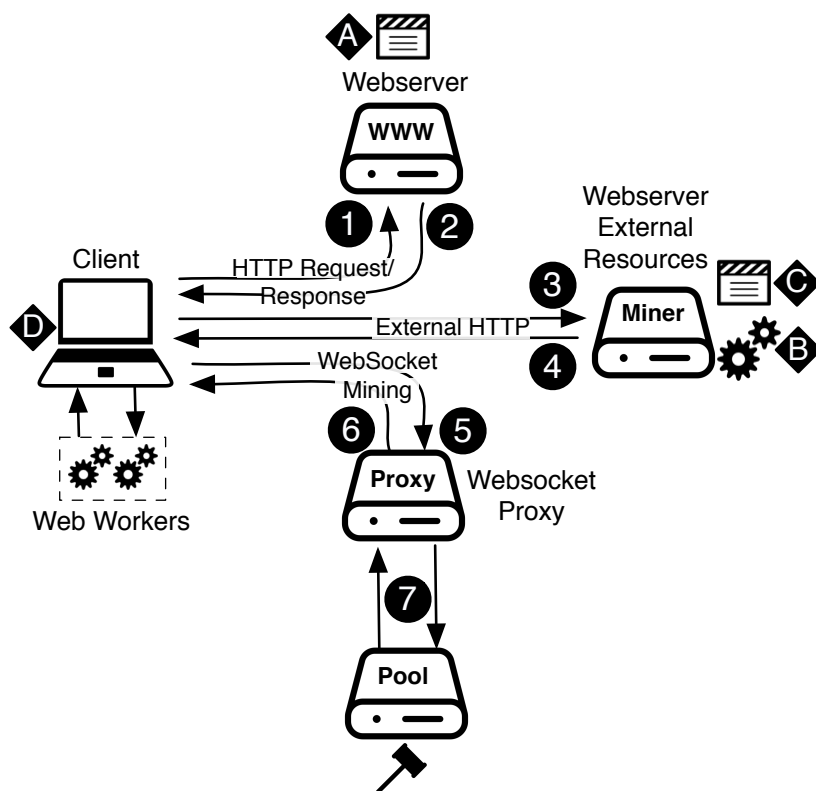 A
Webserver
WWW
1
2
Webserver
External
Resources
Client
HTTP Request/
Response
3
C
D
External HTTP
Miner
B
WebSocket
Mining
4
6
5
Proxy
Websocket
Proxy
Web Workers
7
Pool